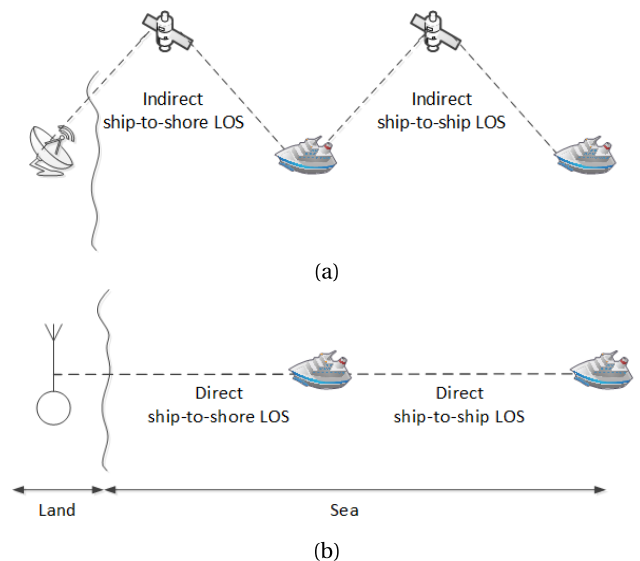 Indirect
ship-to-shore LOS
Indirect
ship-to-ship LOS
(a)
Direct
ship-to-shore LOS
Direct
ship-to-ship LOS
Land
Sea
(b)